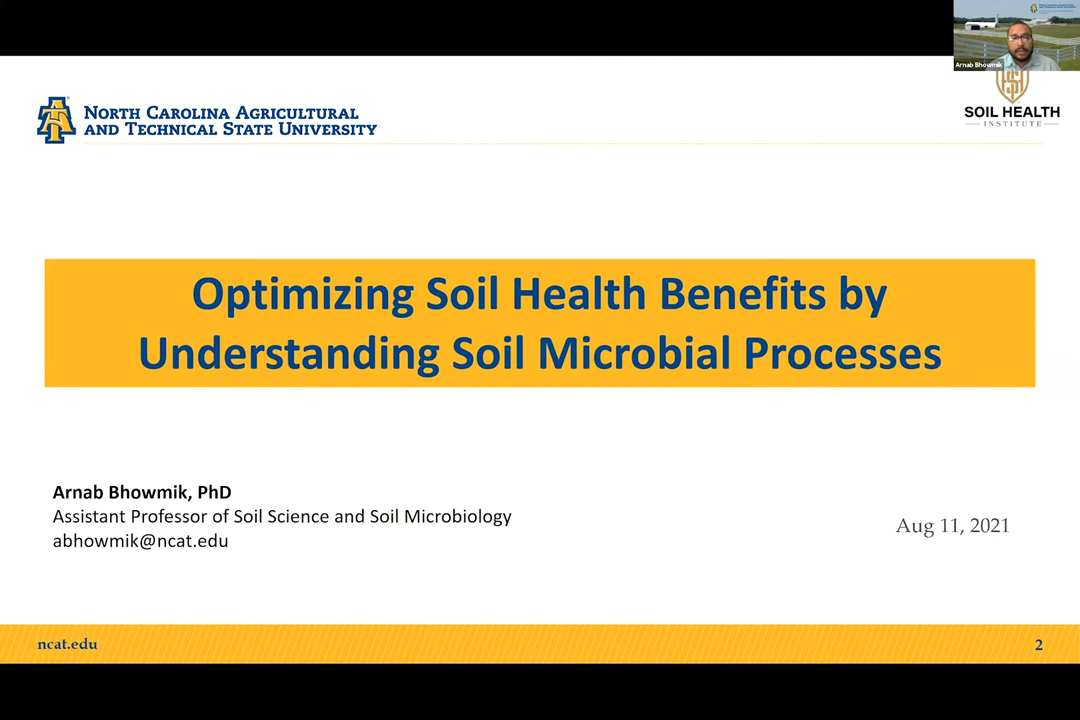 Arnab Bhowmik
NORTH CAROLINA AGRICULTURAL
AND TECHNICAL STATE UNIVERSITY
SOIL HEALTH
INSTITUTE
Optimizing Soil Health Benefits by
Understanding Soil Microbial Processes
Arnab Bhowmik, PhD
Assistant Professor of Soil Science and Soil Microbiology
abhowmik@ncat.edu
Aug 11, 2021
ncat.edu
2